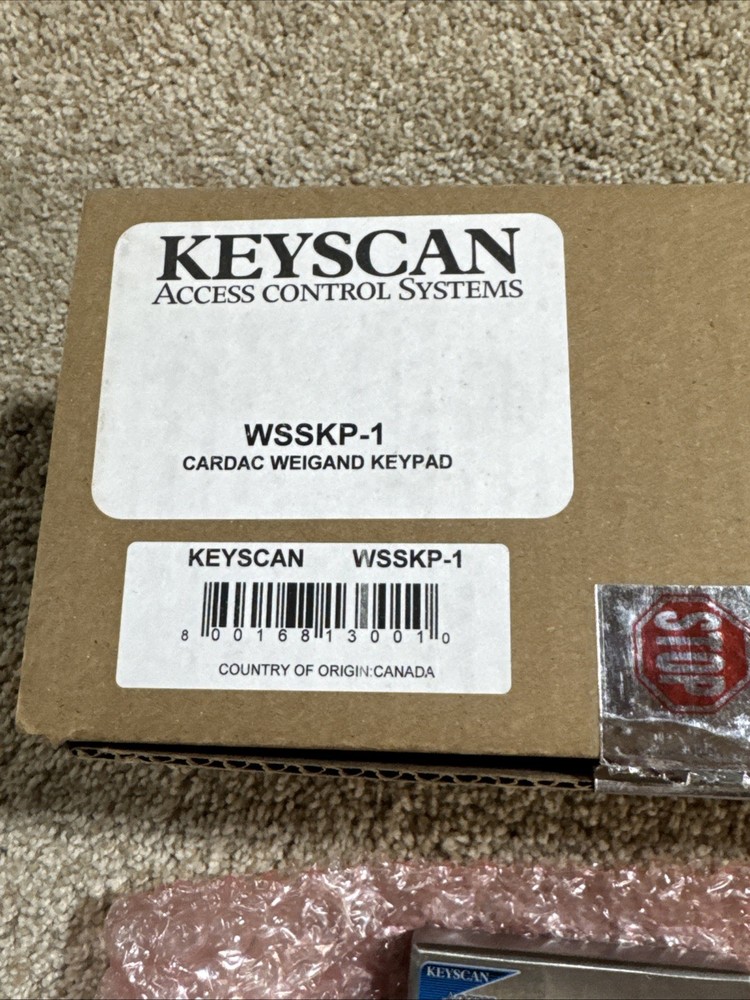 KEYSCAN
ACCESS CONTROL SYSTEMS
WSSKP-1
CARDAC WEIGAND KEYPAD
KEYSCAN WSSKP-1
8 00168 13001 0
COUNTRY OF ORIGIN:CANADA
STOP
KEYSCAN